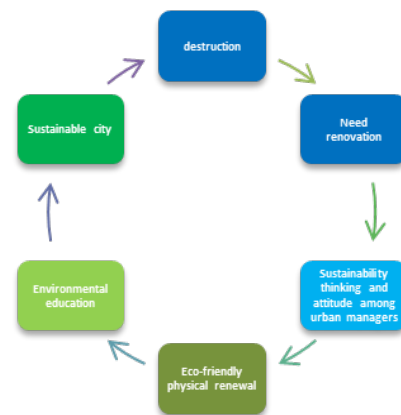 destruction
Need
renovation
Sustainability
thinking and
attitude among
urban managers
Eco-friendly
physical renewal
Environmental
education
Sustainable city